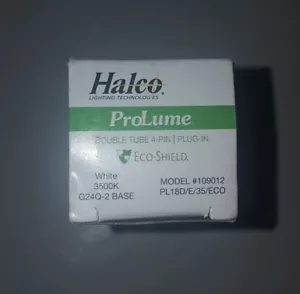 Halco
LIGHTING TECHNOLOGIES
ProLume
DOUBLE TUBE 4-PIN | PLUG-IN
ECO-SHIELD
White
3500K
G24Q-2 BASE
MODEL #109012
PL18D/E/35/ECO